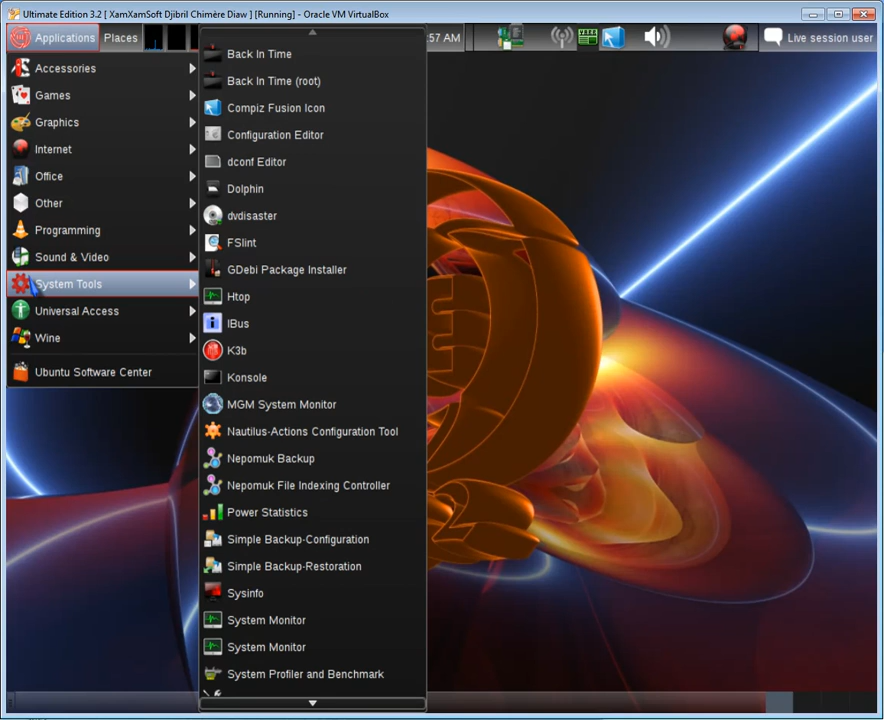 Ultimate Edition 3.2 [ XamXamSoft Djibril Chimère Diaw ] [Running] - Oracle VM VirtualBox
Applications Places :57 AM Live session user
Accessories
Games
Graphics
Internet
Office
Other
Programming
Sound & Video
System Tools
Universal Access
Wine
Ubuntu Software Center
Back In Time
Back In Time (root)
Compiz Fusion Icon
Configuration Editor
dconf Editor
Dolphin
dvdisaster
FSlint
GDebi Package Installer
Htop
IBus
K3b
Konsole
MGM System Monitor
Nautilus-Actions Configuration Tool
Nepomuk Backup
Nepomuk File Indexing Controller
Power Statistics
Simple Backup-Configuration
Simple Backup-Restoration
Sysinfo
System Monitor
System Monitor
System Profiler and Benchmark